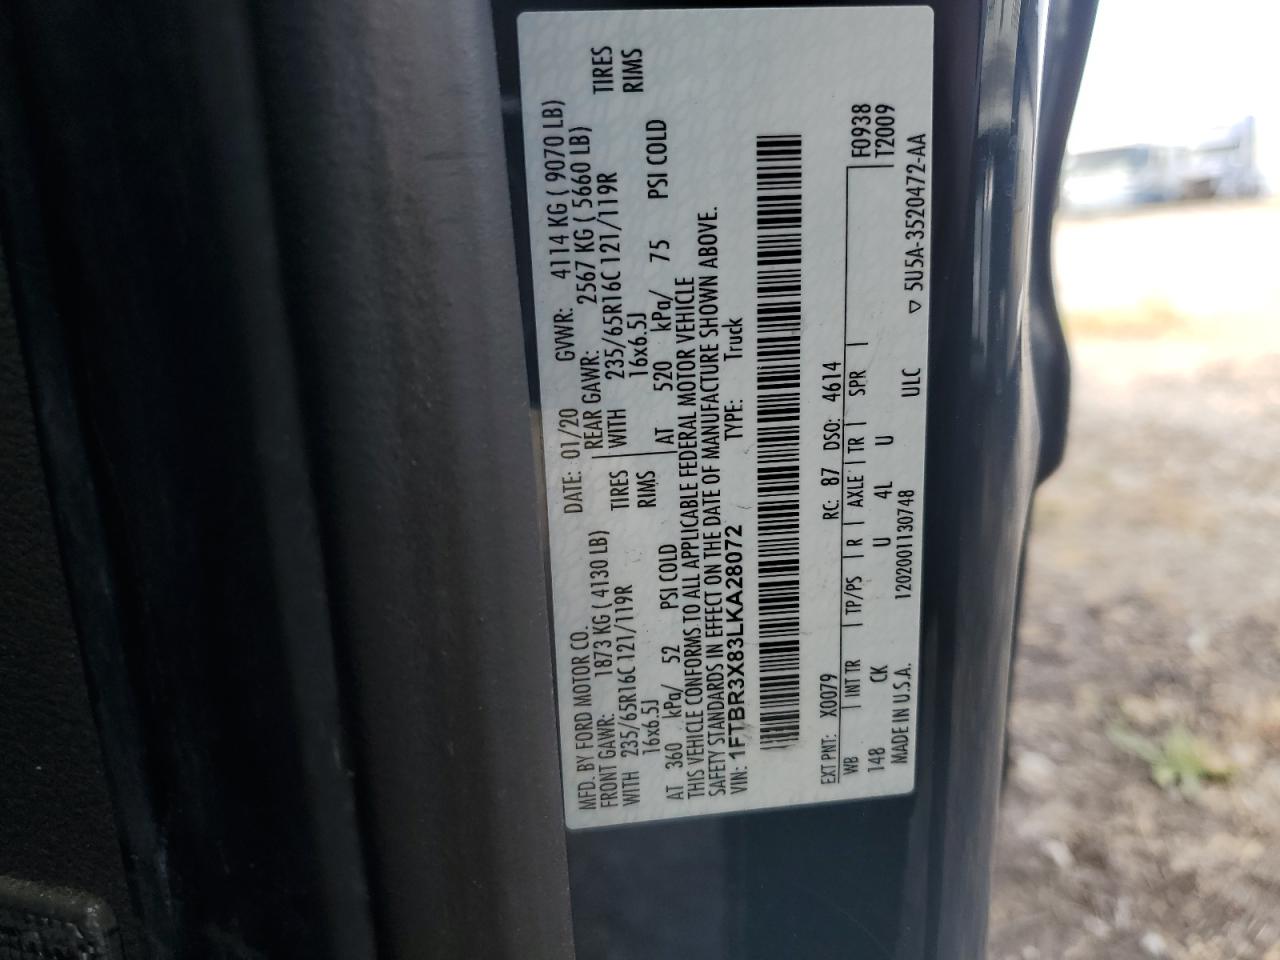 MFD. BY FORD MOTOR CO.
DATE: 01/20 GVWR: 4114 KG ( 9070 LB)
FRONT GAWR: 1873 KG ( 4130 LB) REAR GAWR: 2567 KG ( 5660 LB)
WITH 235/65R16C 121/119R TIRES WITH 235/65R16C 121/119R TIRES
16x6.5J RIMS 16x6.5J RIMS
AT 360 kPa/ 52 PSI COLD AT 520 kPa/ 75 PSI COLD
THIS VEHICLE CONFORMS TO ALL APPLICABLE FEDERAL MOTOR VEHICLE
SAFETY STANDARDS IN EFFECT ON THE DATE OF MANUFACTURE SHOWN ABOVE.
VIN: 1FTBR3X83LKA28072 TYPE: Truck
EXT PNT: X0079 RC: 87 DSO: 4614 F0938
WB INT TR TP/PS R AXLE TR SPR T2009
148 CK U 4L U
MADE IN U.S.A. 1202001130748 ULC ▽ 5U5A-3520472-AA